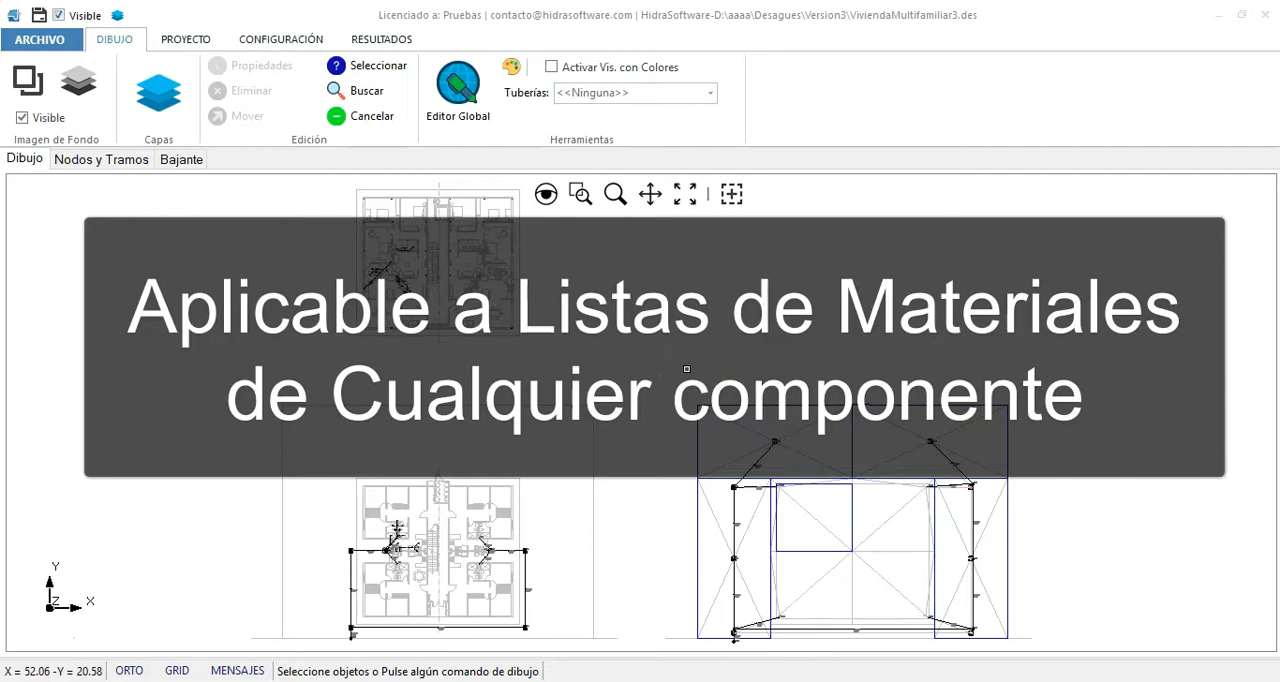 Visible
Licenciado a: Pruebas | contacto@hidrasoftware.com | HidraSoftware-D:\aaaa\Desagues\Version3\ViviendaMultifamiliar3.des
ARCHIVO DIBUJO PROYECTO CONFIGURACIÓN RESULTADOS
Propiedades Seleccionar Activar Vis. con Colores
Eliminar Buscar Tuberías: <<Ninguna>>
Visible Mover Cancelar Editor Global
Imagen de Fondo Capas Edición Herramientas
Dibujo Nodos y Tramos Bajante
Aplicable a Listas de Materiales
de Cualquier componente
Y
Z X
X = 52.06 -Y = 20.58 ORTO GRID MENSAJES Seleccione objetos o Pulse algún comando de dibujo